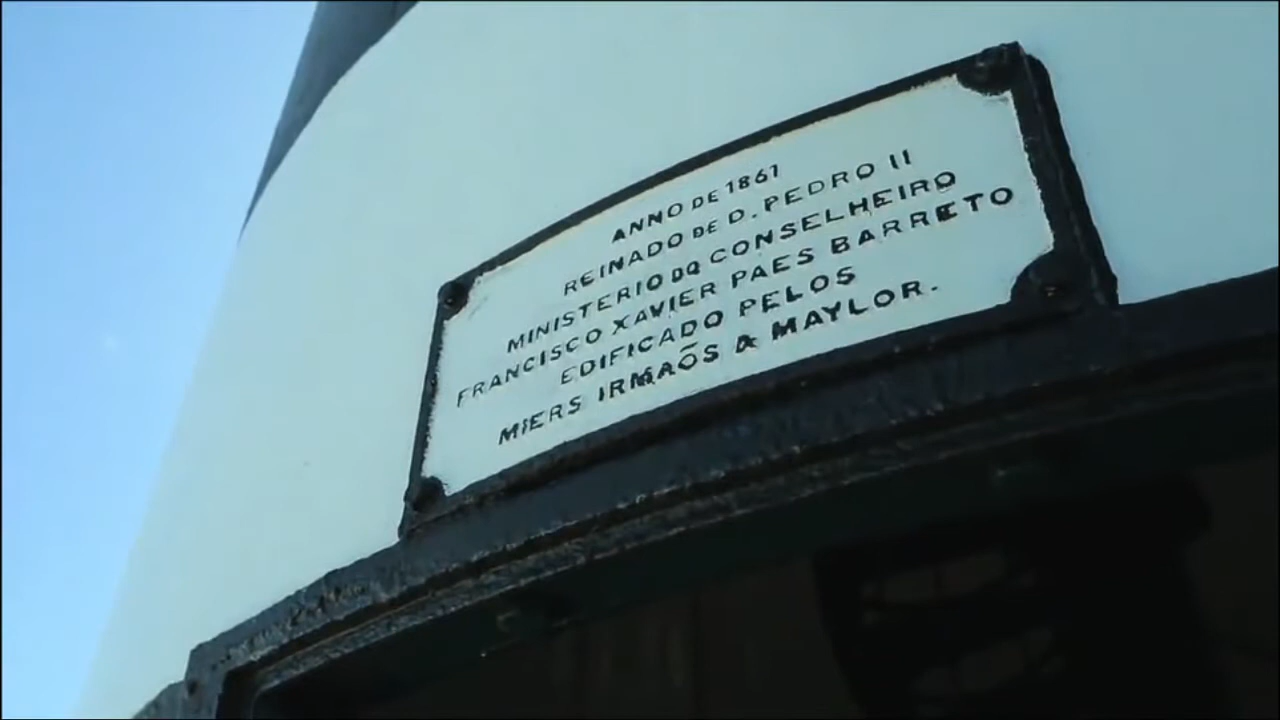 ANNO DE 1861
REINADO DE D. PEDRO II
MINISTERIO DO CONSELHEIRO
FRANCISCO XAVIER PAES BARRETO
EDIFICADO PELOS
MIERS IRMAÕS & MAYLOR.